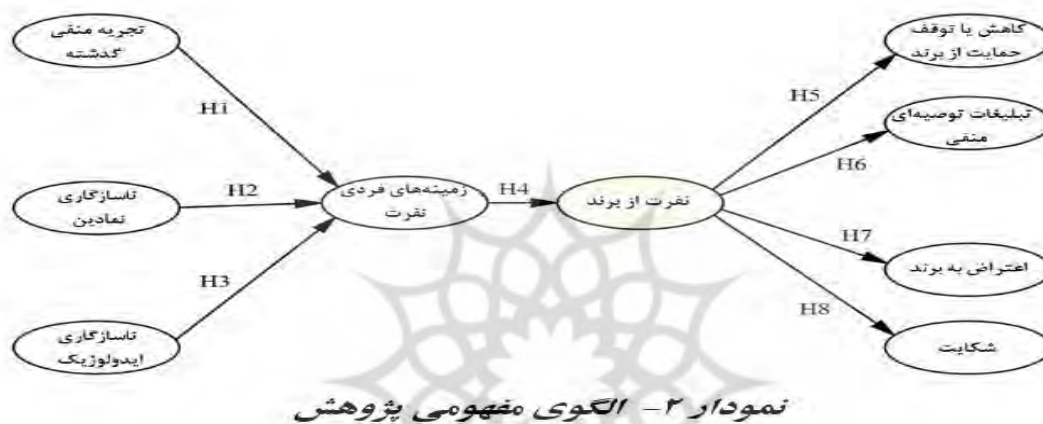 تجربه منفی
گذشته
H1
ناسازگاری
نمادین
H2
ناسازگاری
ایدولوژیک
H3
زمینه‌های فردی
نفرت
H4
نفرت از برند
H5
کاهش یا توقف
حمایت از برند
H6
تبلیغات توصیه‌ای
منفی
H7
اعتراض به برند
H8
شکایت
نمودار ۲- الگوی مفهومی پژوهش